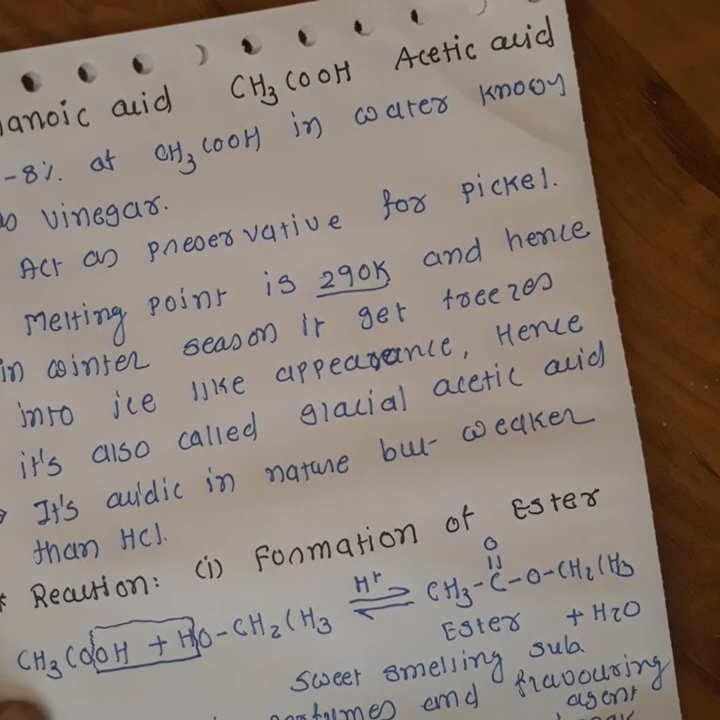 anoic acid CH3COOH Acetic acid
-8%. of CH3COOH in water known
vinegar.
Act as preservative for pickel.
Melting point is 290K and hence
in winter season it get freezes
into ice like appearance, Hence
it's also called glacial acetic acid
It's acidic in nature but weaker
than HCl.
* Reaction: (i) Formation of Ester
CH3COOH + HO-CH2CH3 H+ ⇌ CH3-C-O-CH2CH3
O
||
Ester + H2O
Sweet smelling sub.
and flavouring
agent